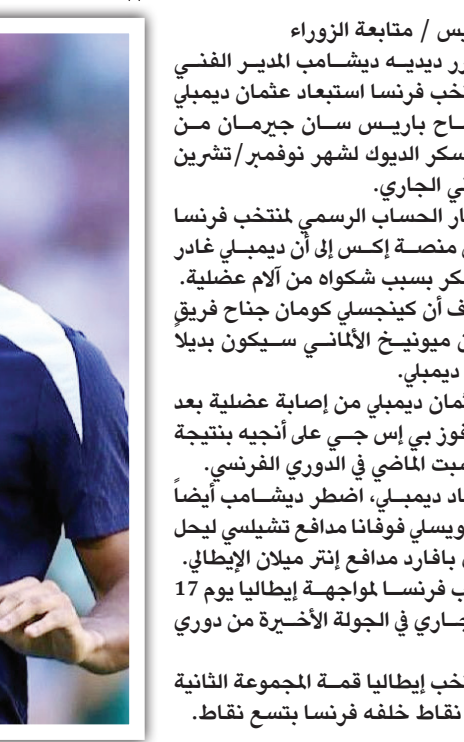 يس / متابعة الزوراء
رر ديديه ديشامب المدير الفني
تخب فرنسا استبعاد عثمان ديمبلي
ـاح باريس سان جيرمان من
سكر الديوك لشهر نوفمبر/تشرين
ني الجاري.
ار الحساب الرسمي لمنتخب فرنسا
منصة إكس إلى أن ديمبلي غادر
كر بسبب شكواه من آلام عضلية.
ف أن كينجسلي كومان جناح فريق
ن ميونيخ الألماني سيكون بديلاً
ديمبلي.
ثمان ديمبلي من إصابة عضلية بعد
فوز بي إس جي على أنجيه بنتيجة
سبت الماضي في الدوري الفرنسي.
اد ديمبلي، اضطر ديشامب أيضاً
ويسلي فوفانا مدافع تشيلسي ليحل
بافارد مدافع إنتر ميلان الإيطالي.
ب فرنسا لمواجهة إيطاليا يوم 17
جاري في الجولة الأخيرة من دوري
تخب إيطاليا قمة المجموعة الثانية
نقاط خلفه فرنسا بتسع نقاط.